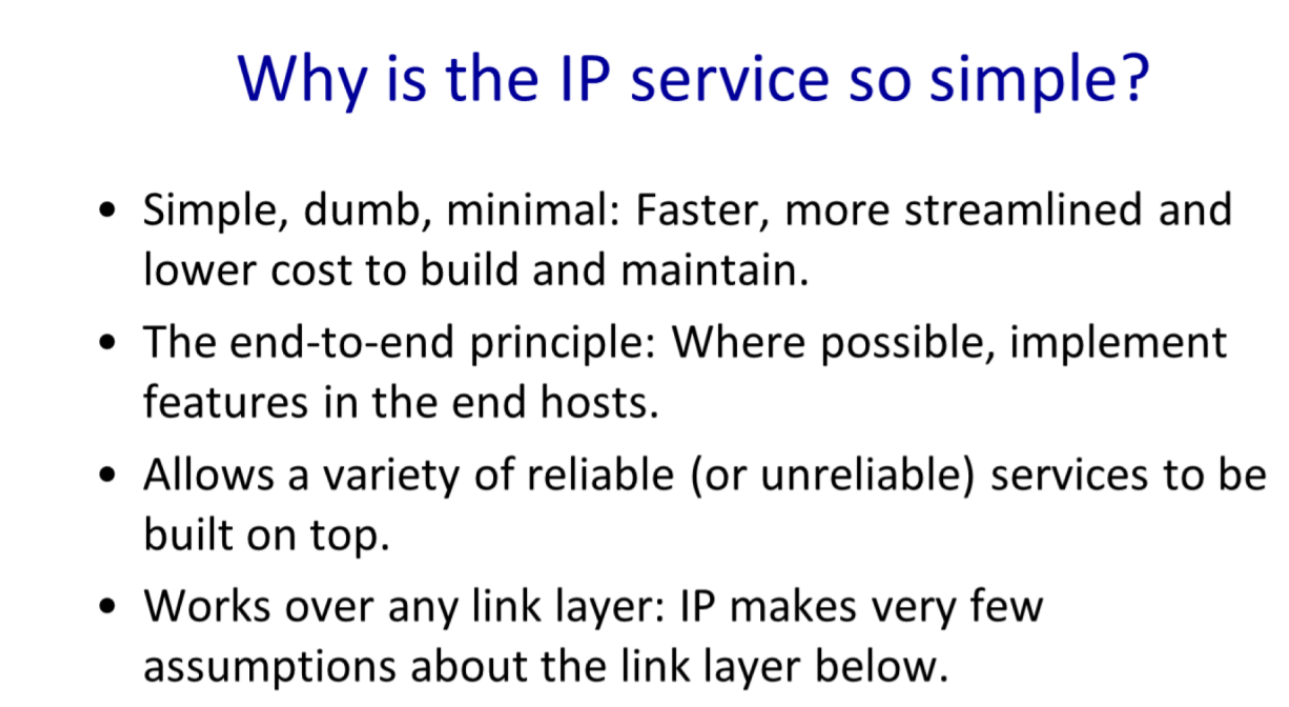 Why is the IP service so simple?
• Simple, dumb, minimal: Faster, more streamlined and
lower cost to build and maintain.
• The end-to-end principle: Where possible, implement
features in the end hosts.
• Allows a variety of reliable (or unreliable) services to be
built on top.
• Works over any link layer: IP makes very few
assumptions about the link layer below.